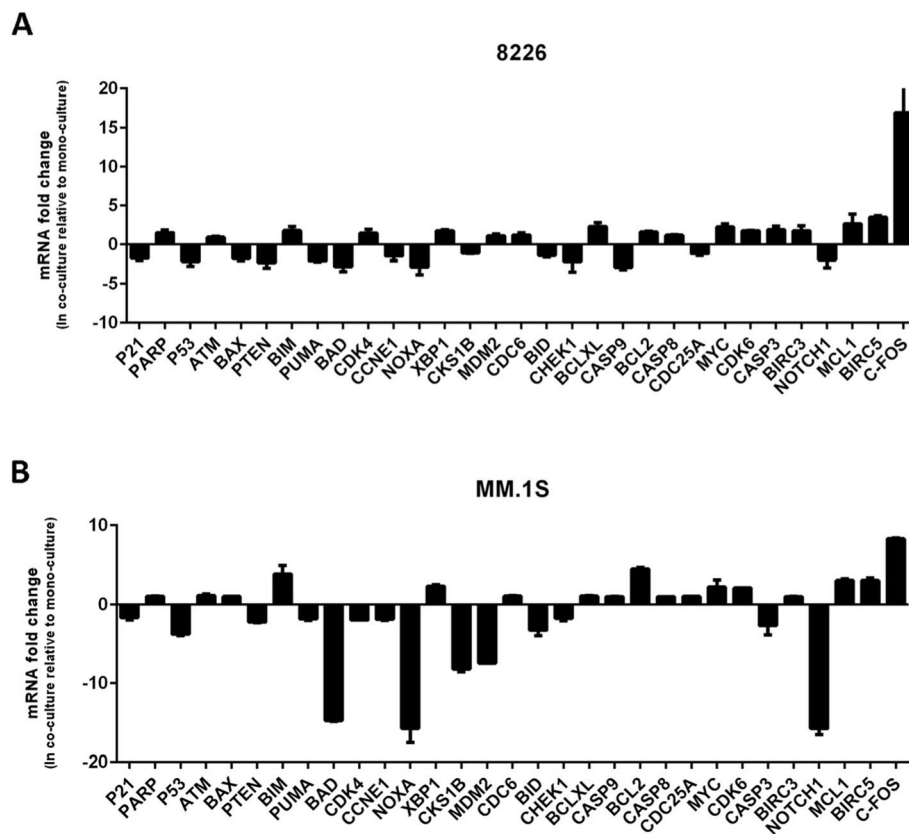 A
8226
mRNA fold change
(In co-culture relative to mono-culture)
20
15
10
5
0
-5
-10
P21 PARP P53 ATM BAX PTEN BIM PUMA BAD CDK4 CCNE1 NOXA XBP1 CKS1B MDM2 CDC6 BID CHEK1 BCLXL CASP9 BCL2 CASP8 CDC25A MYC CDK6 CASP3 BIRC3 NOTCH1 MCL1 BIRC5 C-FOS
B
MM.1S
mRNA fold change
(In co-culture relative to mono-culture)
10
0
-10
-20
P21 PARP P53 ATM BAX PTEN BIM PUMA BAD CDK4 CCNE1 NOXA XBP1 CKS1B MDM2 CDC6 BID CHEK1 BCLXL CASP9 BCL2 CASP8 CDC25A MYC CDK6 CASP3 BIRC3 NOTCH1 MCL1 BIRC5 C-FOS